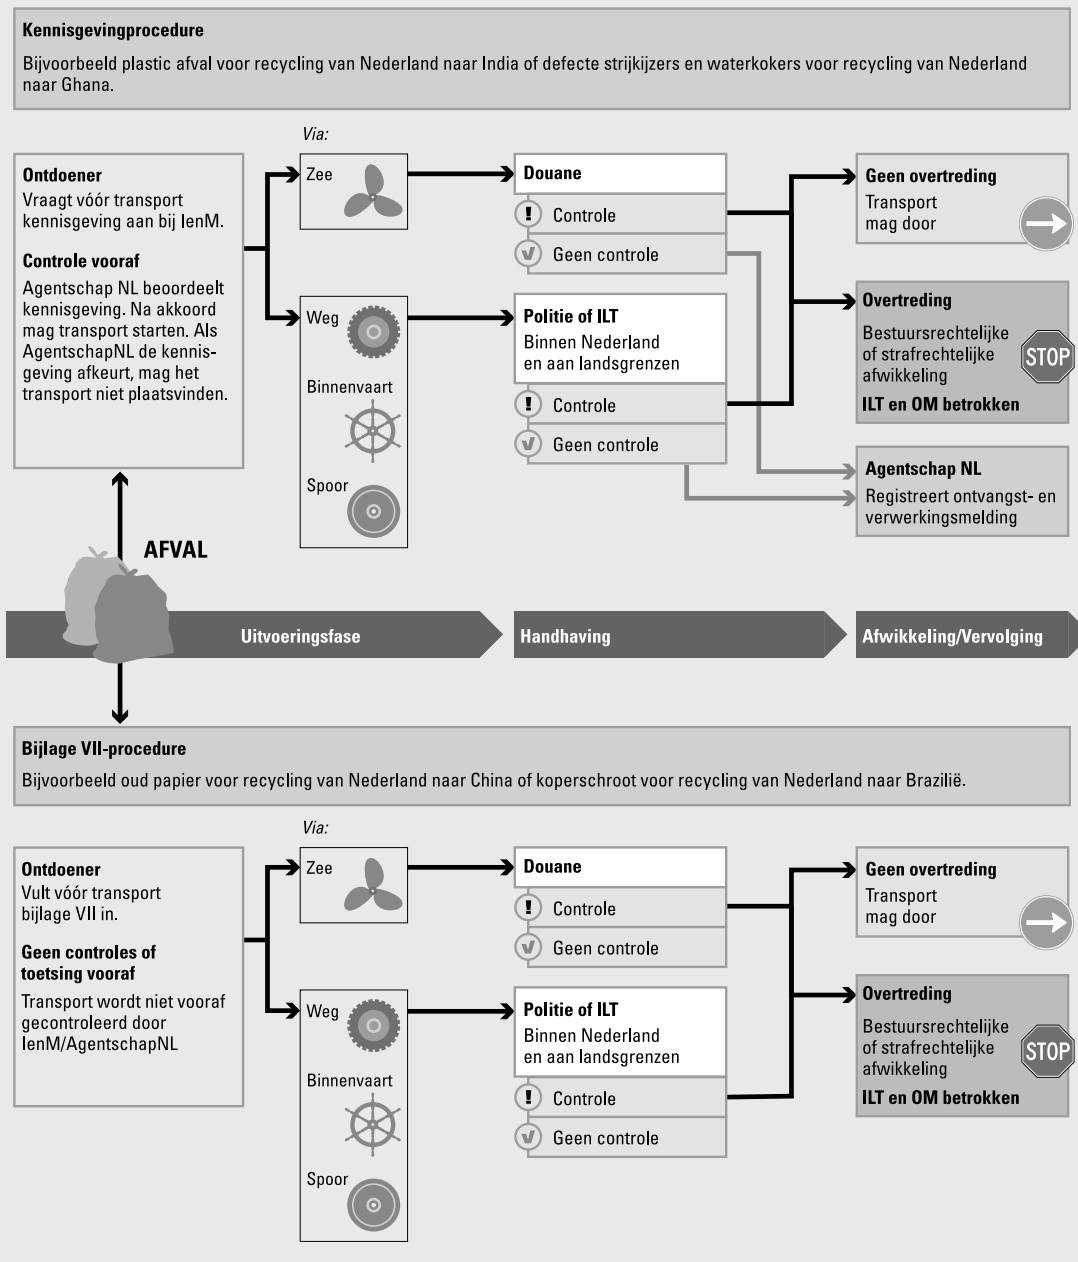 Kennisgevingprocedure
Bijvoorbeeld plastic afval voor recycling van Nederland naar India of defecte strijkijzers en waterkokers voor recycling van Nederland
naar Ghana.
Ontdoener
Vraagt vóór transport
kennisgeving aan bij IenM.
Controle vooraf
Agentschap NL beoordeelt
kennisgeving. Na akkoord
mag transport starten. Als
AgentschapNL de kennis-
geving afkeurt, mag het
transport niet plaatsvinden.
Via:
Zee
Weg
Binnenvaart
Spoor
Douane
Controle
Geen controle
Politie of ILT
Binnen Nederland
en aan landsgrenzen
Controle
Geen controle
Geen overtreding
Transport
mag door
Overtreding
Bestuursrechtelijke
of strafrechtelijke
afwikkeling
STOP
ILT en OM betrokken
Agentschap NL
Registreert ontvangst- en
verwerkingsmelding
AFVAL
Uitvoeringsfase
Handhaving
Afwikkeling/Vervolging
Bijlage VII-procedure
Bijvoorbeeld oud papier voor recycling van Nederland naar China of koperschroot voor recycling van Nederland naar Brazilië.
Ontdoener
Vult vóór transport
bijlage VII in.
Geen controles of
toetsing vooraf
Transport wordt niet vooraf
gecontroleerd door
IenM/AgentschapNL
Via:
Zee
Weg
Binnenvaart
Spoor
Douane
Controle
Geen controle
Politie of ILT
Binnen Nederland
en aan landsgrenzen
Controle
Geen controle
Geen overtreding
Transport
mag door
Overtreding
Bestuursrechtelijke
of strafrechtelijke
afwikkeling
STOP
ILT en OM betrokken